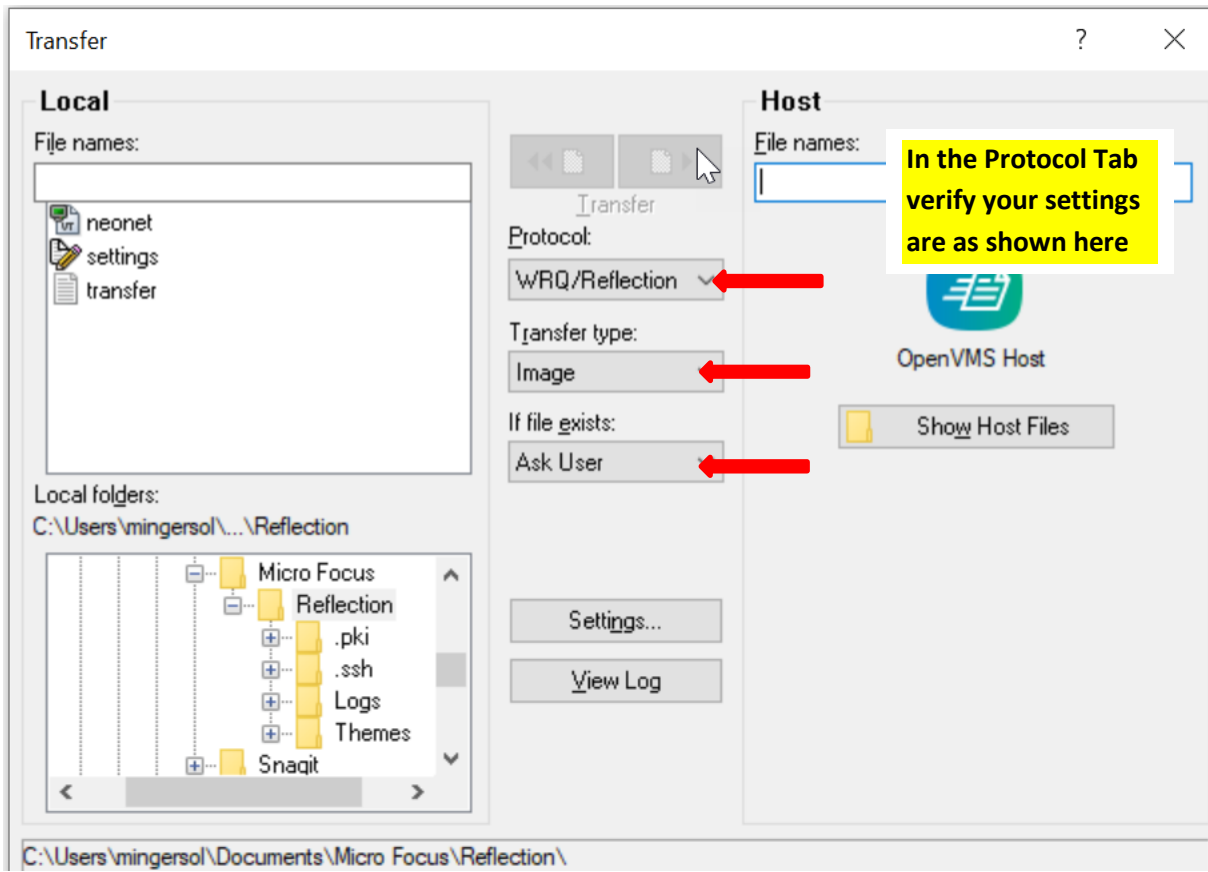 Transfer
?
Local
File names:
neonet
settings
transfer
Local folders:
C:\Users\mingersol\...\Reflection
Micro Focus
Reflection
.pki
.ssh
Logs
Themes
Snagit
Transfer
Protocol:
WRQ/Reflection
Transfer type:
Image
If file exists:
Ask User
Settings...
View Log
Host
File names:
In the Protocol Tab
verify your settings
are as shown here
OpenVMS Host
Show Host Files
C:\Users\mingersol\Documents\Micro Focus\Reflection\